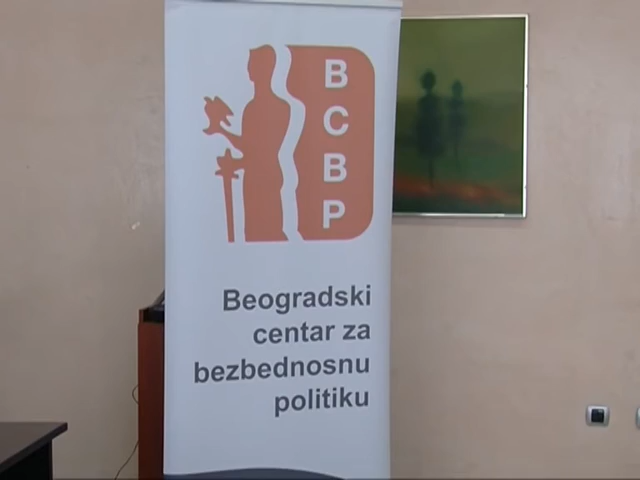 B
C
B
P
Beogradski
centar za
bezbednosnu
politiku